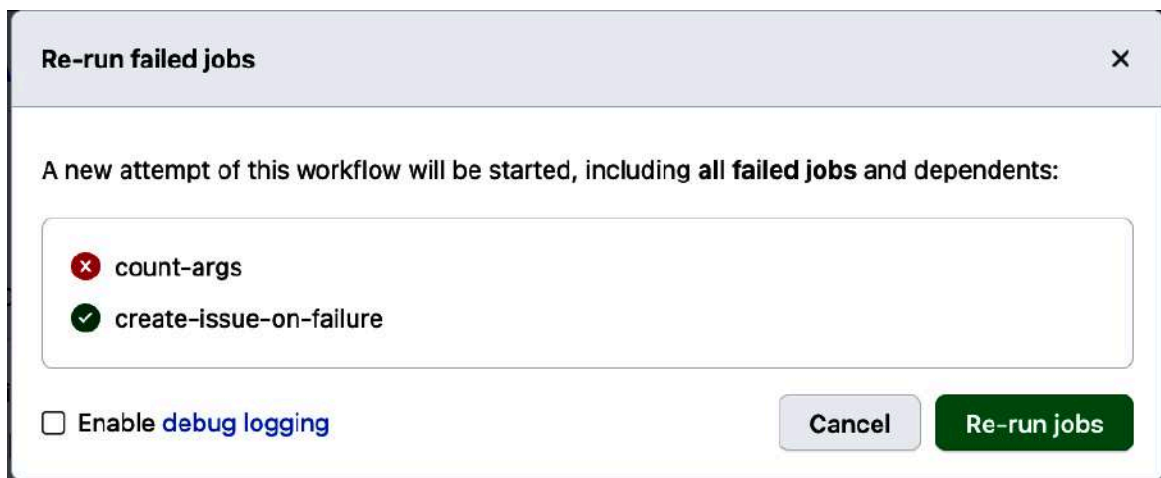 Re-run failed jobs
A new attempt of this workflow will be started, including all failed jobs and dependents:
count-args
create-issue-on-failure
Enable debug logging
Cancel
Re-run jobs